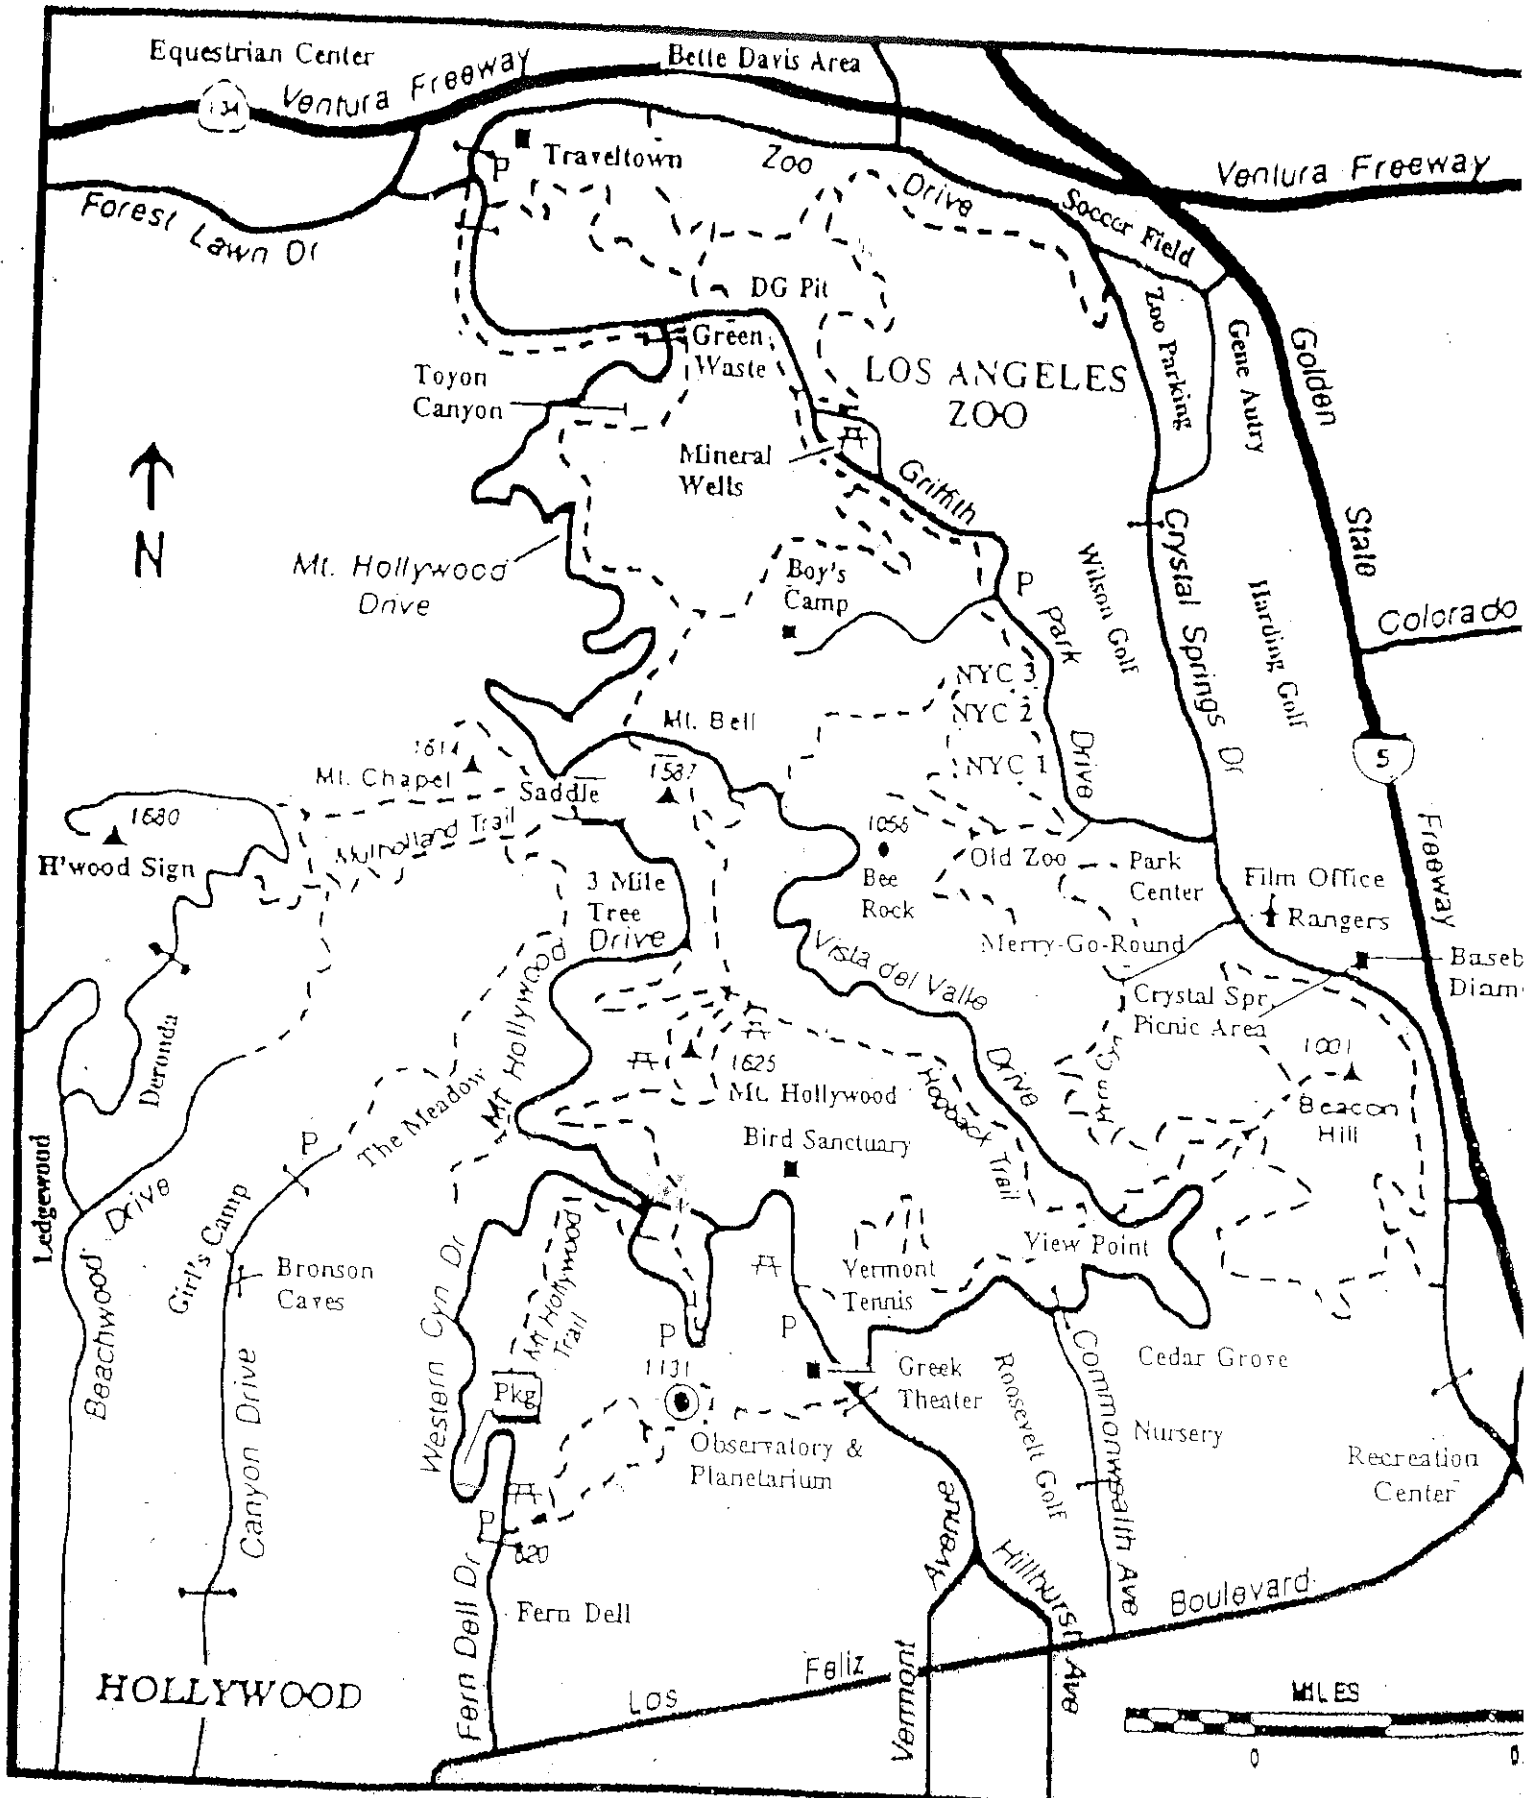 Equestrian Center
Bette Davis Area
Ventura Freeway
134
Traveltown
P
Zoo
Drive
Ventura Freeway
Forest Lawn Dr
Soccer Field
DG Pit
Zoo Parking
Gene Autry
Golden
State
Freeway
Green
Waste
Toyon
Canyon
LOS ANGELES
ZOO
Mineral
Wells
Griffith
Park
Drive
N
Mt. Hollywood
Drive
Boy's
Camp
P
Wilson Golf
Crystal Springs Dr
Harding Golf
Colorado
NYC 3
NYC 2
NYC 1
Mt. Bell
1614
Mt. Chapel
1587
Saddle
5
1680
H'wood Sign
Mulholland Trail
1056
Bee
Rock
Old Zoo
Park
Center
Film Office
Rangers
3 Mile
Tree
Drive
Merry-Go-Round
Vista del Valle
Drive
Baseb
Diam
Crystal Spr.
Picnic Area
Deronda
Mt Hollywood
1625
Mt. Hollywood
Hogback Trail
1001
Beacon
Hill
Bird Sanctuary
The Meadow
P
Ledgewood
Beachwood Drive
Girl's Camp
Bronson
Caves
Western Cyn Dr
Mt Hollywood
Trail
View Point
Vermont
Tennis
P
P
1131
Greek
Theater
Cedar Grove
Pkg
Observatory &
Planetarium
Roosevelt Golf
Commonwealth Ave
Nursery
Recreation
Center
Canyon Drive
P
620
Fern Dell Dr
Fern Dell
Vermont
Avenue
Hillhurst Ave
Los
Feliz
Boulevard
HOLLYWOOD
MILES
0
0.